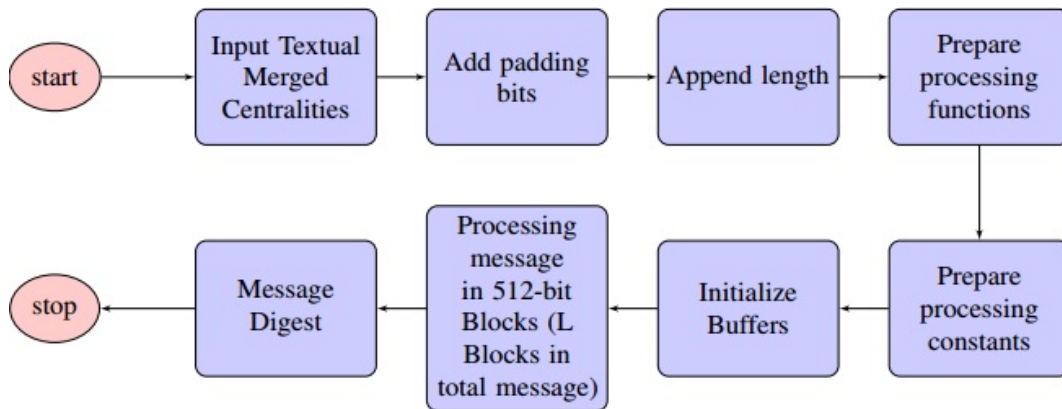 start
Input Textual
Merged
Centralities
Add padding
bits
Append length
Prepare
processing
functions
Prepare
processing
constants
Initialize
Buffers
Processing
message
in 512-bit
Blocks (L
Blocks in
total message)
Message
Digest
stop